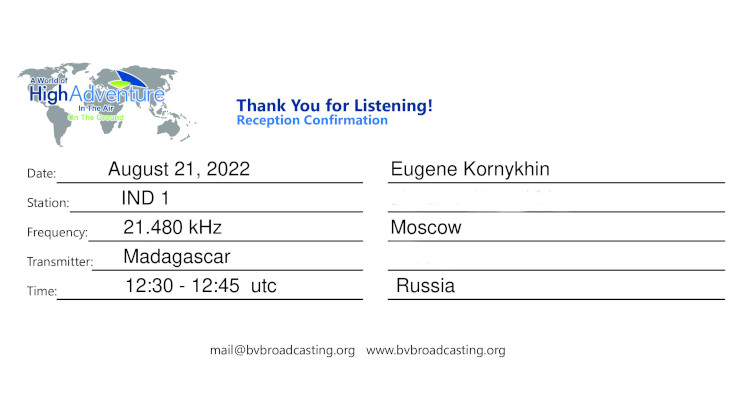 A World of
HighAdventure
In The Air
On The Ground
Thank You for Listening!
Reception Confirmation
Date: August 21, 2022
Eugene Kornykhin
Station: IND 1
Frequency: 21.480 kHz
Moscow
Transmitter: Madagascar
Time: 12:30 - 12:45 utc
Russia
mail@bvbroadcasting.org www.bvbroadcasting.org